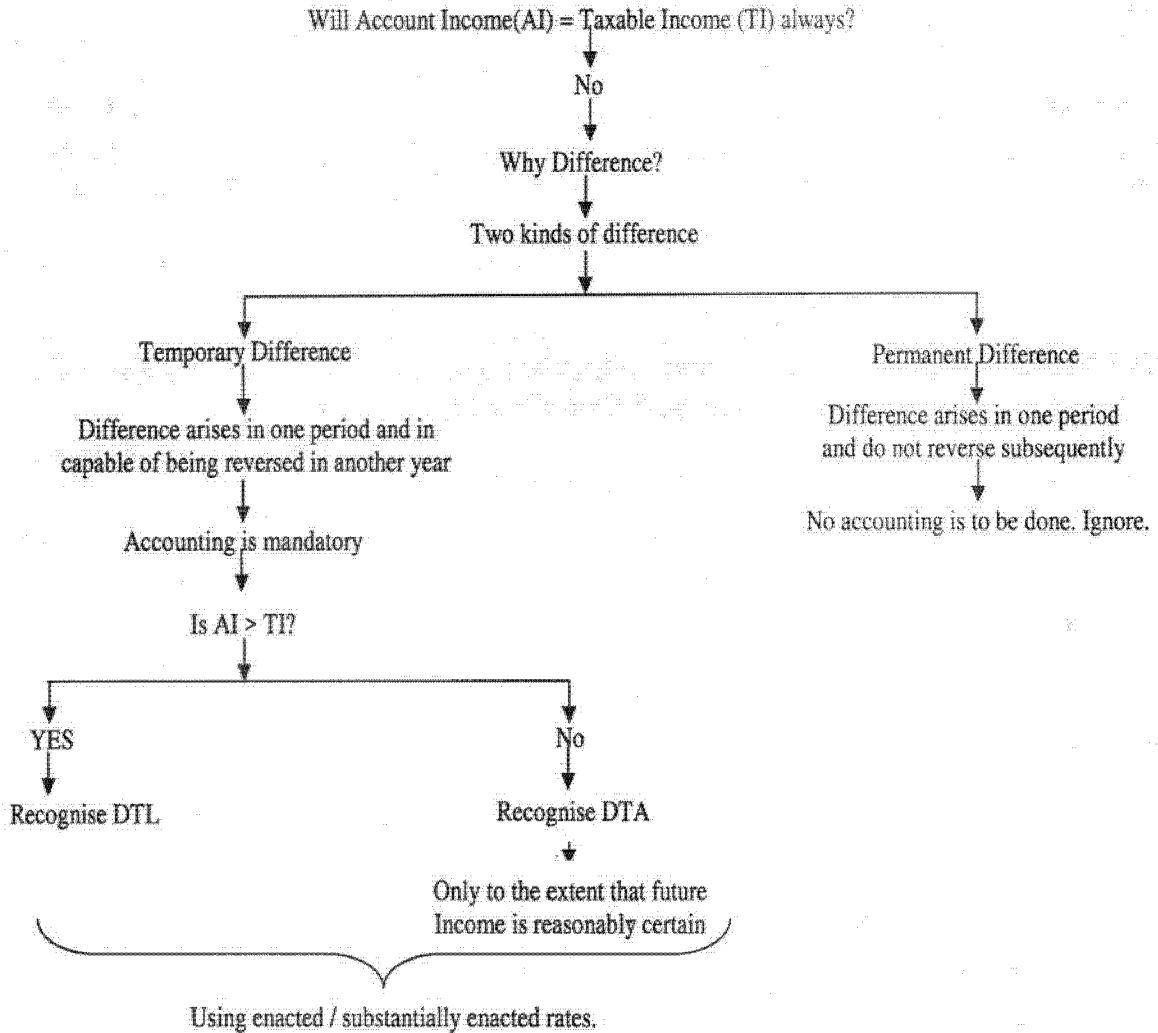 Will Account Income(AI) = Taxable Income (TI) always?
No
Why Difference?
Two kinds of difference
Temporary Difference
Difference arises in one period and in
capable of being reversed in another year
Accounting is mandatory
Is AI > TI?
YES
Recognise DTL
No
Recognise DTA
Only to the extent that future
Income is reasonably certain
Using enacted / substantially enacted rates.
Permanent Difference
Difference arises in one period
and do not reverse subsequently
No accounting is to be done. Ignore.